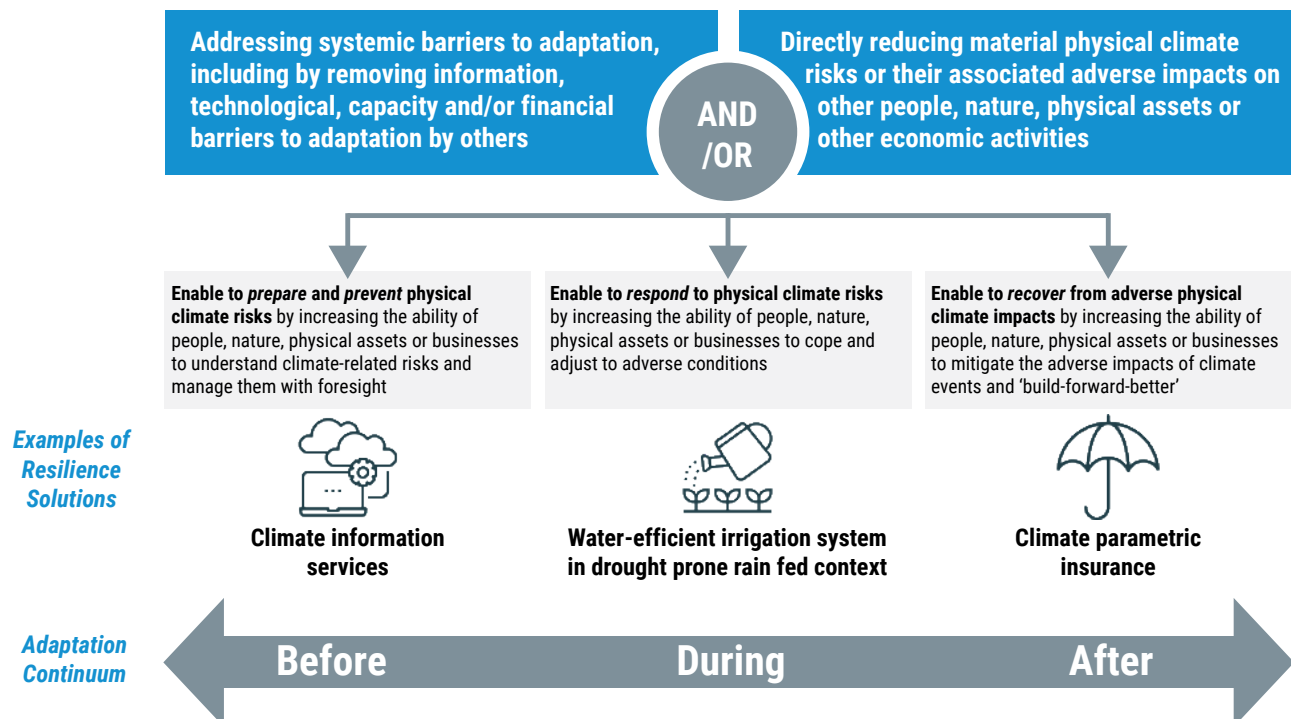 Addressing systemic barriers to adaptation,
including by removing information,
technological, capacity and/or financial
barriers to adaptation by others
AND
/OR
Directly reducing material physical climate
risks or their associated adverse impacts on
other people, nature, physical assets or
other economic activities
Enable to prepare and prevent physical
climate risks by increasing the ability of
people, nature, physical assets or businesses
to understand climate-related risks and
manage them with foresight
Enable to respond to physical climate risks
by increasing the ability of people, nature,
physical assets or businesses to cope and
adjust to adverse conditions
Enable to recover from adverse physical
climate impacts by increasing the ability of
people, nature, physical assets or businesses
to mitigate the adverse impacts of climate
events and ‘build-forward-better’
Examples of
Resilience
Solutions
Climate information
services
Water-efficient irrigation system
in drought prone rain fed context
Climate parametric
insurance
Adaptation
Continuum
Before
During
After